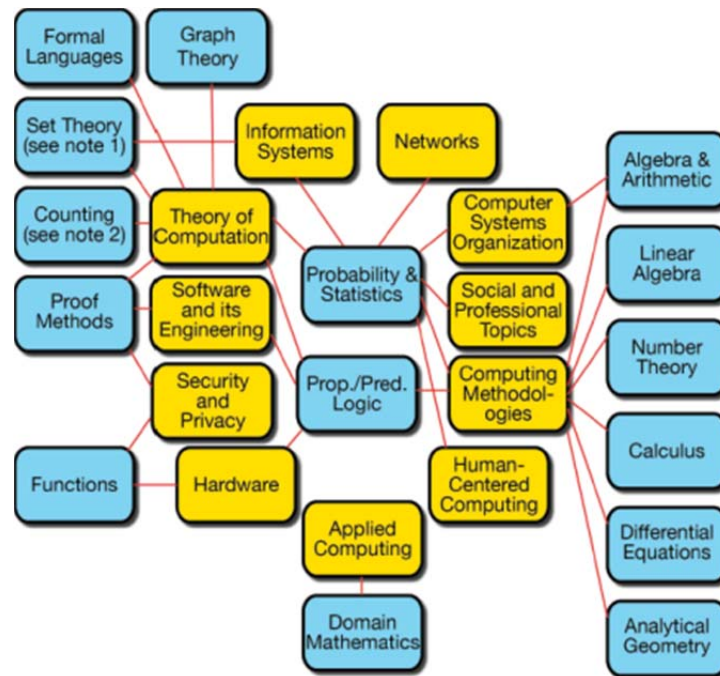 Formal
Languages
Graph
Theory
Set Theory
(see note 1)
Information
Systems
Networks
Algebra &
Arithmetic
Counting
(see note 2)
Theory of
Computation
Computer
Systems
Organization
Probability &
Statistics
Linear
Algebra
Proof
Methods
Software
and its
Engineering
Social and
Professional
Topics
Number
Theory
Prop./Pred.
Logic
Computing
Methodol-
ogies
Security
and
Privacy
Calculus
Functions
Hardware
Human-
Centered
Computing
Applied
Computing
Differential
Equations
Domain
Mathematics
Analytical
Geometry